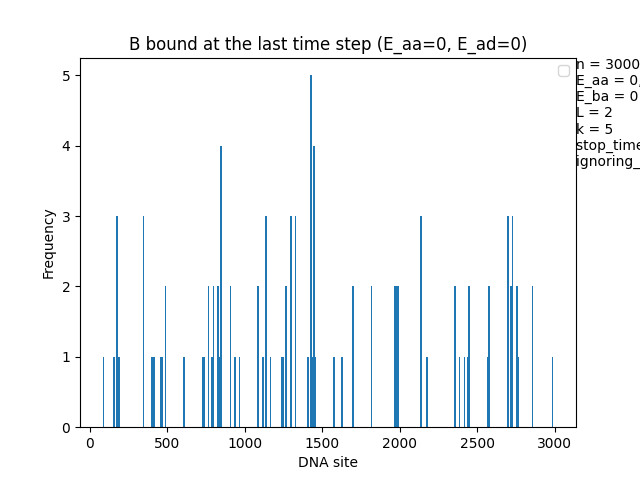 B bound at the last time step (E_aa=0, E_ad=0)
n = 3000
E_aa = 0,
E_ba = 0
L = 2
k = 5
stop_time
ignoring_
5
4
3
2
1
0
Frequency
0 500 1000 1500 2000 2500 3000
DNA site